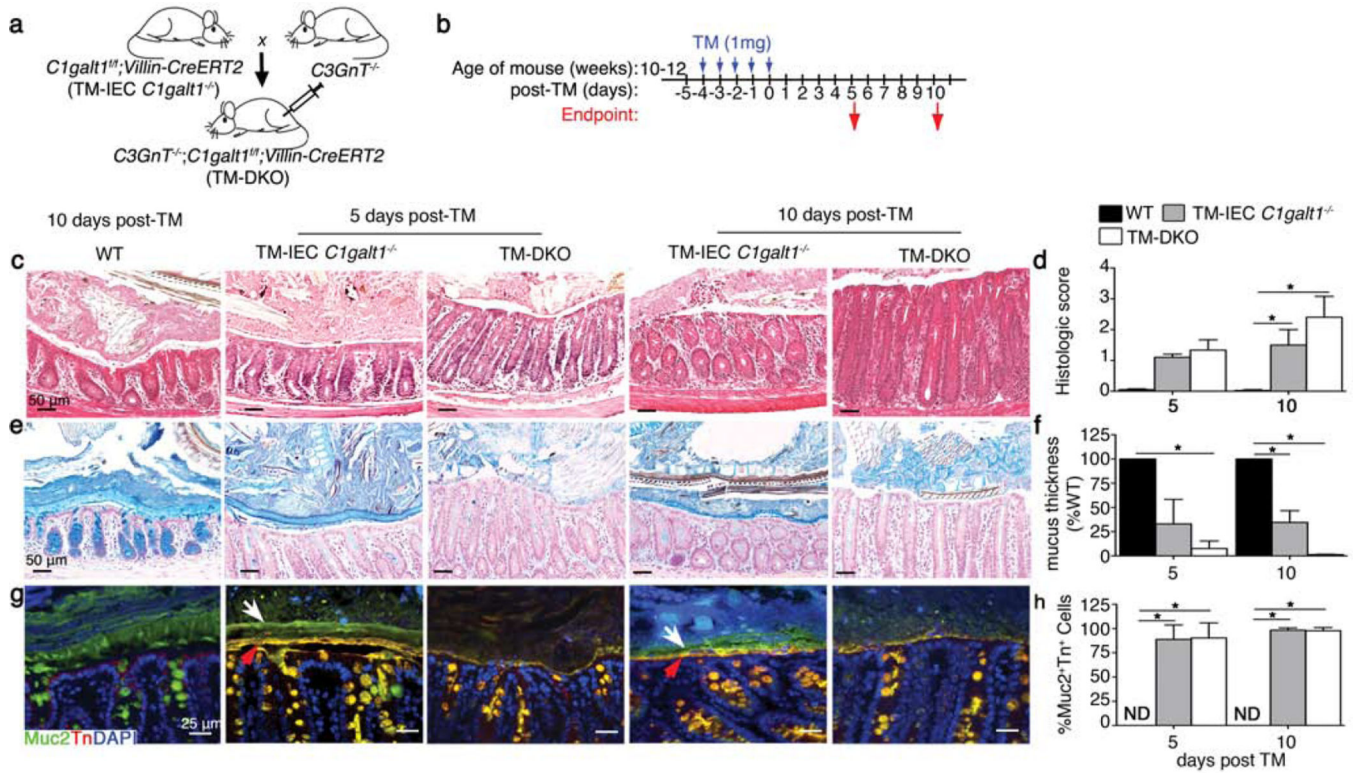 a
x
C1galt1f/f;Villin-CreERT2
(TM-IEC C1galt1-/-)
C3GnT-/-
C3GnT-/-;C1galt1f/f;Villin-CreERT2
(TM-DKO)
b
TM (1mg)
Age of mouse (weeks):10-12
post-TM (days): -5-4-3-2-1 0 1 2 3 4 5 6 7 8 9 10
Endpoint:
10 days post-TM
5 days post-TM
10 days post-TM
WT
TM-IEC C1galt1-/-
TM-DKO
TM-IEC C1galt1-/-
TM-DKO
c
50 µm
e
50 µm
g
25 µm
Muc2TnDAPI
WT
TM-IEC C1galt1-/-
TM-DKO
d
Histologic score
4
3
2
1
0
*
*
5
10
f
mucus thickness
(%WT)
125
100
75
50
25
0
*
*
*
5
10
h
%Muc2+Tn+ Cells
125
100
75
50
25
0
*
*
*
*
ND
ND
5
10
days post TM